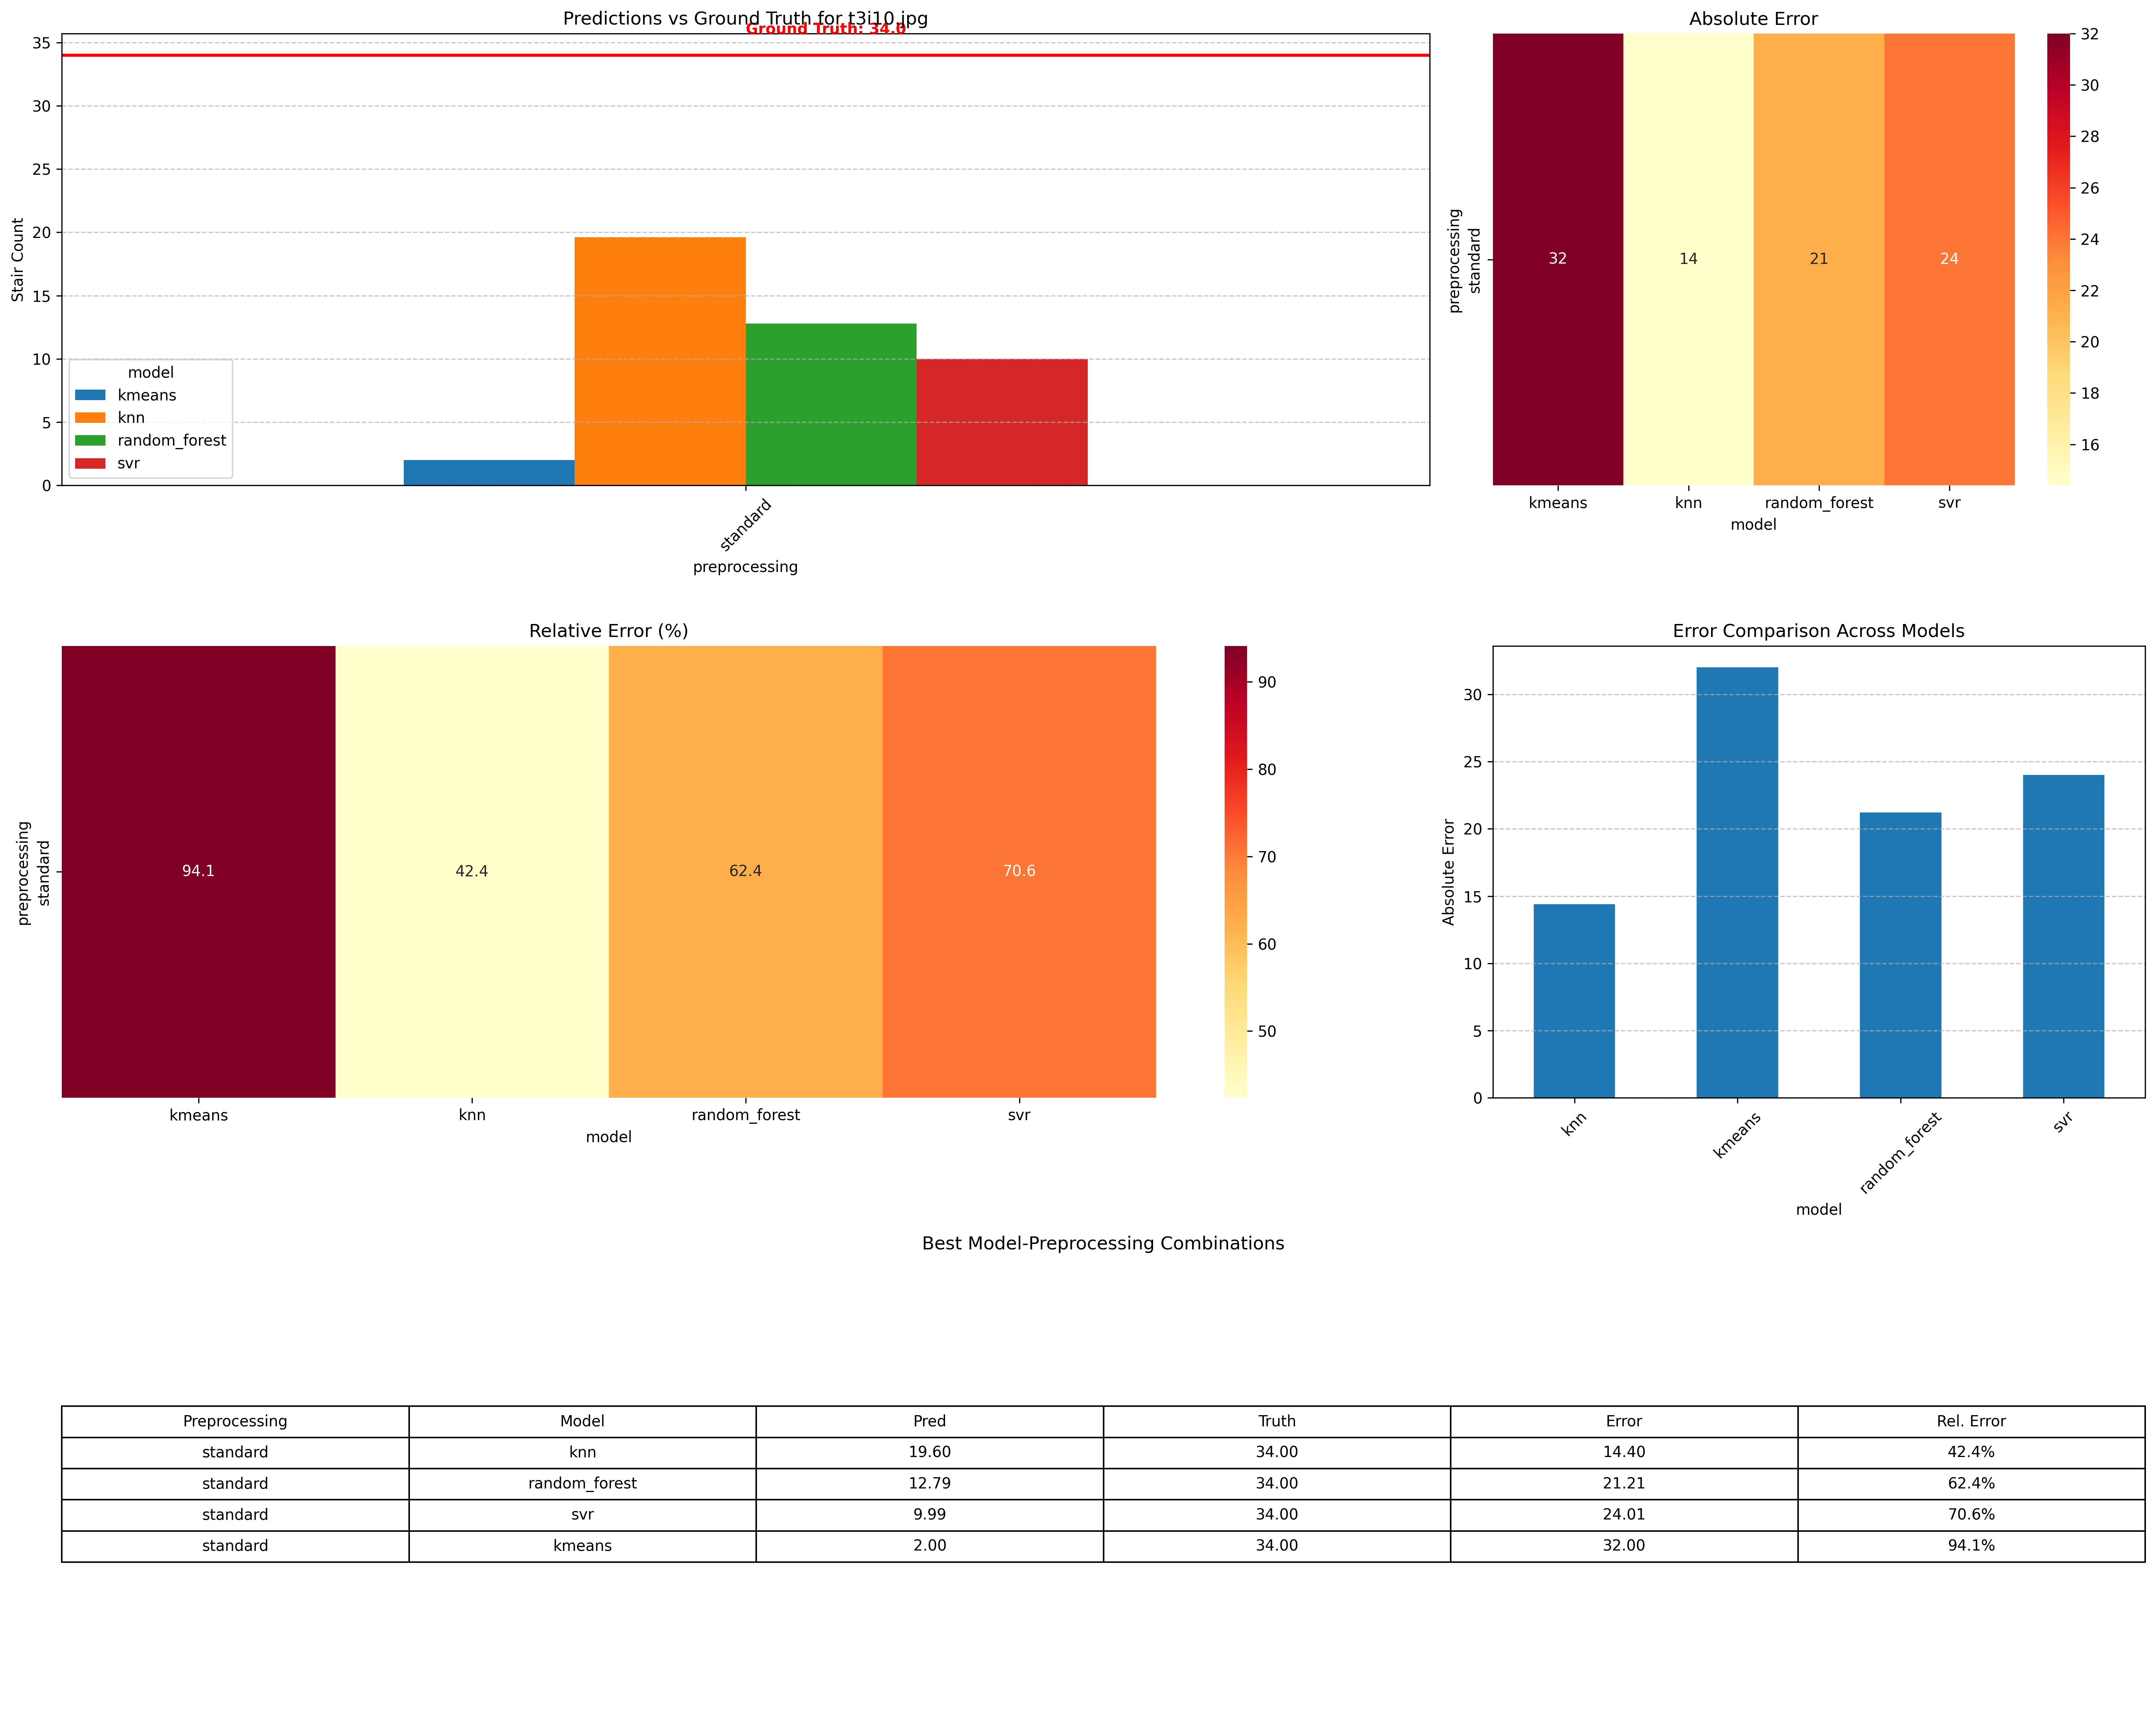 Predictions vs Ground Truth for t3i10.jpg
Ground Truth: 34.0
35
30
25
20
15
10
5
0
Stair Count
model
kmeans
knn
random_forest
svr
standard
preprocessing
Absolute Error
preprocessing
standard
32 14 21 24
kmeans knn random_forest svr
model
32
30
28
26
24
22
20
18
16
Relative Error (%)
preprocessing
standard
94.1 42.4 62.4 70.6
kmeans knn random_forest svr
model
90
80
70
60
50
Error Comparison Across Models
Absolute Error
30
25
20
15
10
5
0
knn kmeans random_forest svr
model
Best Model-Preprocessing Combinations
Preprocessing Model Pred Truth Error Rel. Error
standard knn 19.60 34.00 14.40 42.4%
standard random_forest 12.79 34.00 21.21 62.4%
standard svr 9.99 34.00 24.01 70.6%
standard kmeans 2.00 34.00 32.00 94.1%